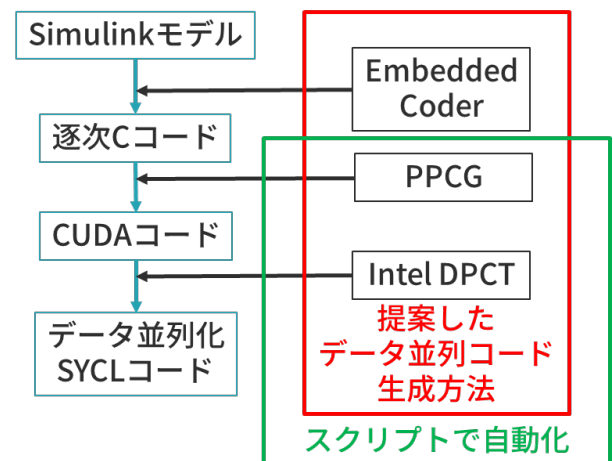 Simulinkモデル
Embedded
Coder
逐次Cコード
PPCG
CUDAコード
Intel DPCT
データ並列化
SYCLコード
提案した
データ並列コード
生成方法
スクリプトで自動化